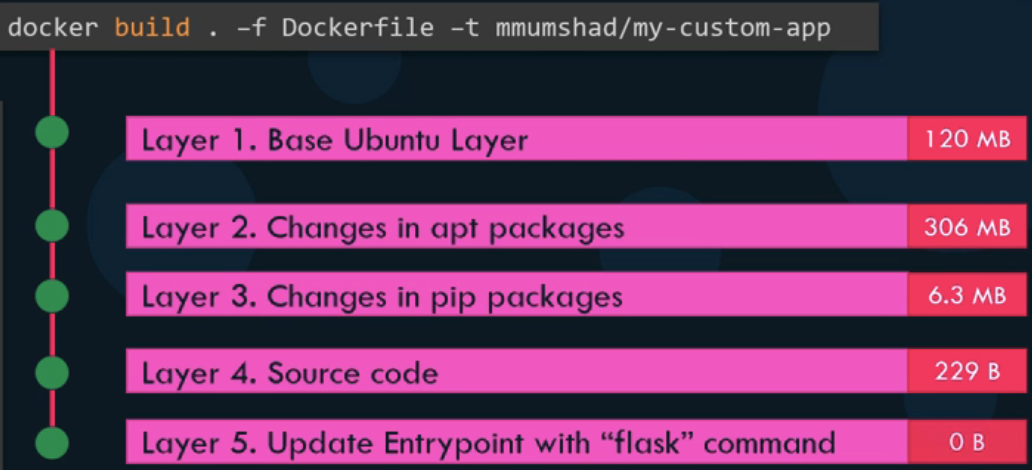 docker build . –f Dockerfile –t mmumshad/my-custom-app
Layer 1. Base Ubuntu Layer 120 MB
Layer 2. Changes in apt packages 306 MB
Layer 3. Changes in pip packages 6.3 MB
Layer 4. Source code 229 B
Layer 5. Update Entrypoint with “flask” command 0 B